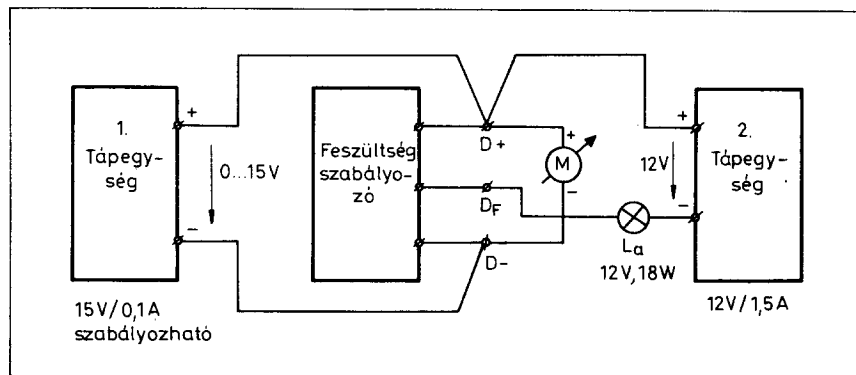 1.
Tápegy-
ség
+
−
0...15V
15V/0,1A
szabályozható
Feszültség
szabályo-
zó
D+
DF
D−
+
M
−
La
12V, 18W
12V
+
−
2.
Tápegy-
ség
12V/1,5A